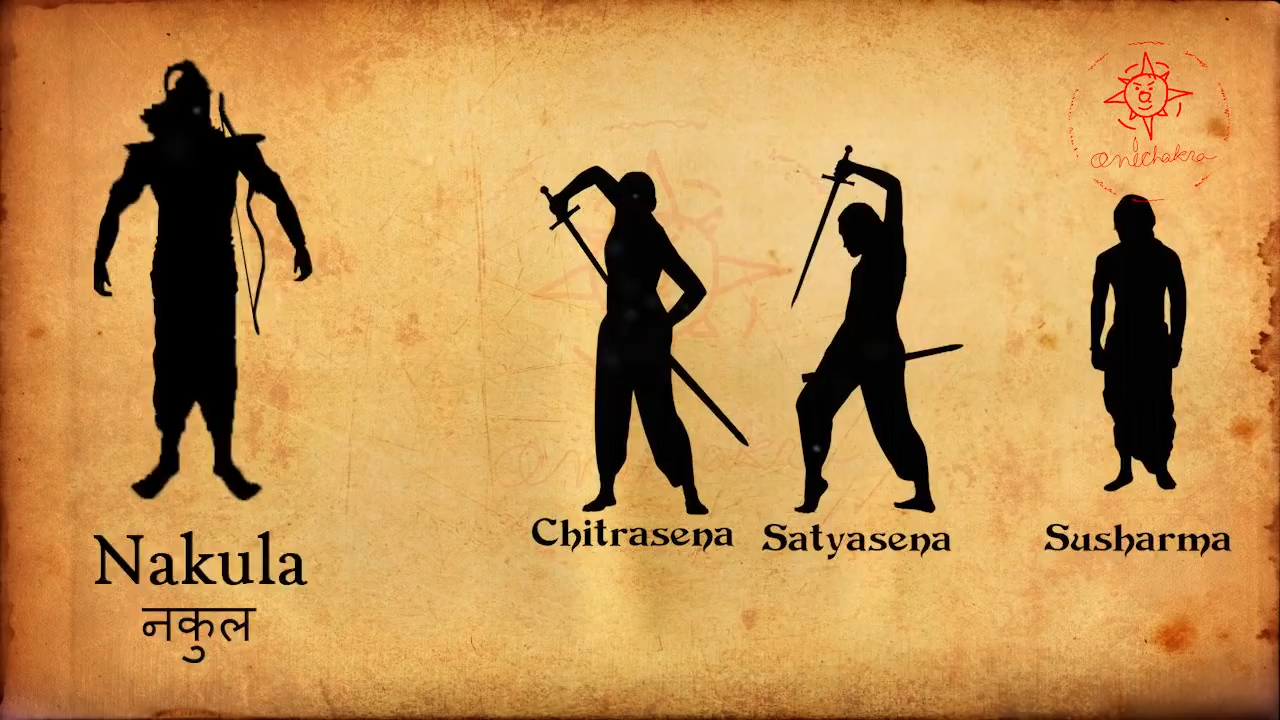 Nakula
नकुल
Chitrasena
Satyasena
Susharma